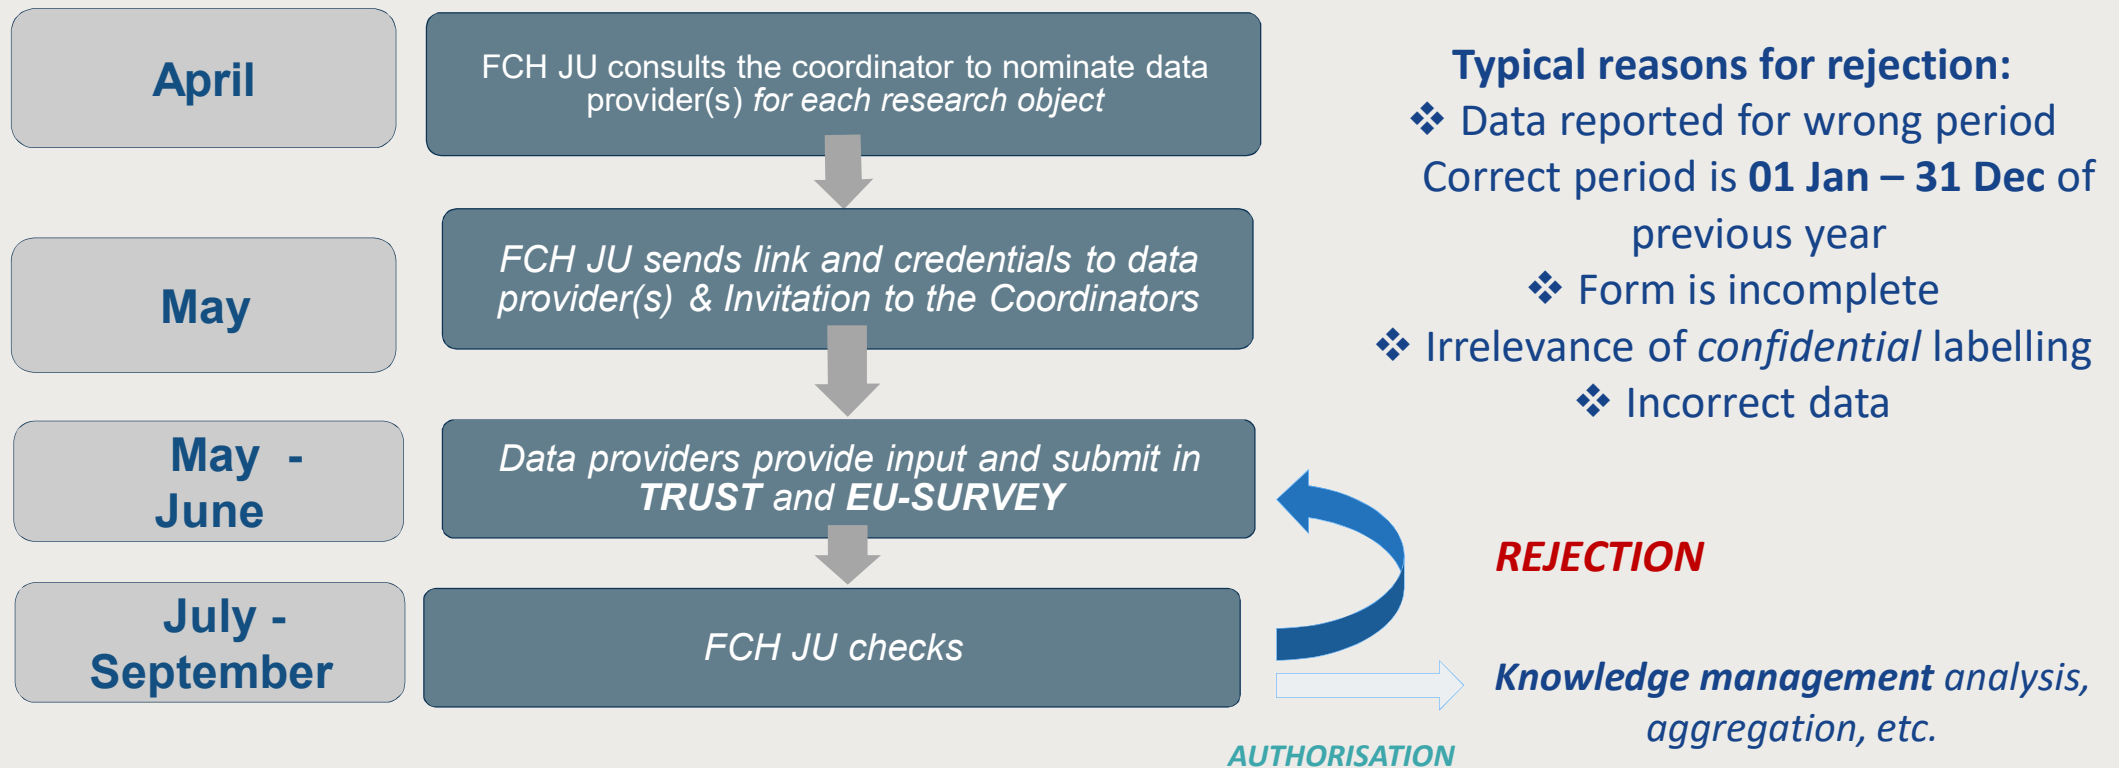 April
FCH JU consults the coordinator to nominate data
provider(s) for each research object
May
FCH JU sends link and credentials to data
provider(s) & Invitation to the Coordinators
May -
June
Data providers provide input and submit in
TRUST and EU-SURVEY
July -
September
FCH JU checks
Typical reasons for rejection:
❖ Data reported for wrong period
Correct period is 01 Jan – 31 Dec of
previous year
❖ Form is incomplete
❖ Irrelevance of confidential labelling
❖ Incorrect data
REJECTION
Knowledge management analysis,
aggregation, etc.
AUTHORISATION